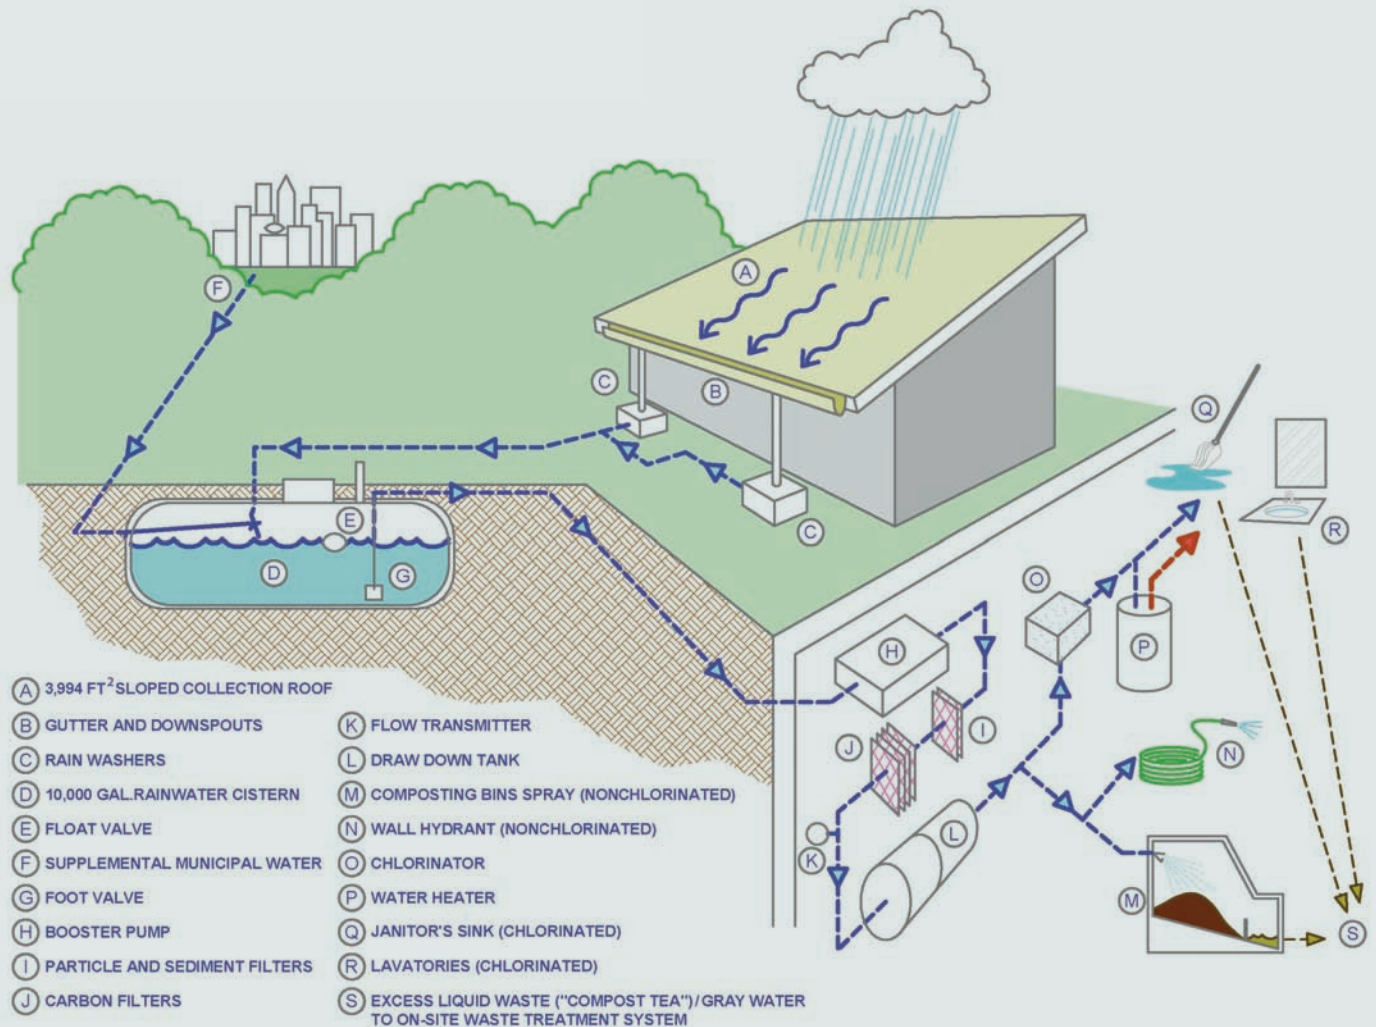 F
A
C
B
Q
E
C
R
D
G
O
H
P
J
I
N
L
K
M
S
A 3,994 FT² SLOPED COLLECTION ROOF
B GUTTER AND DOWNSPOUTS
C RAIN WASHERS
D 10,000 GAL.RAINWATER CISTERN
E FLOAT VALVE
F SUPPLEMENTAL MUNICIPAL WATER
G FOOT VALVE
H BOOSTER PUMP
I PARTICLE AND SEDIMENT FILTERS
J CARBON FILTERS
K FLOW TRANSMITTER
L DRAW DOWN TANK
M COMPOSTING BINS SPRAY (NONCHLORINATED)
N WALL HYDRANT (NONCHLORINATED)
O CHLORINATOR
P WATER HEATER
Q JANITOR'S SINK (CHLORINATED)
R LAVATORIES (CHLORINATED)
S EXCESS LIQUID WASTE ("COMPOST TEA")/GRAY WATER
TO ON-SITE WASTE TREATMENT SYSTEM